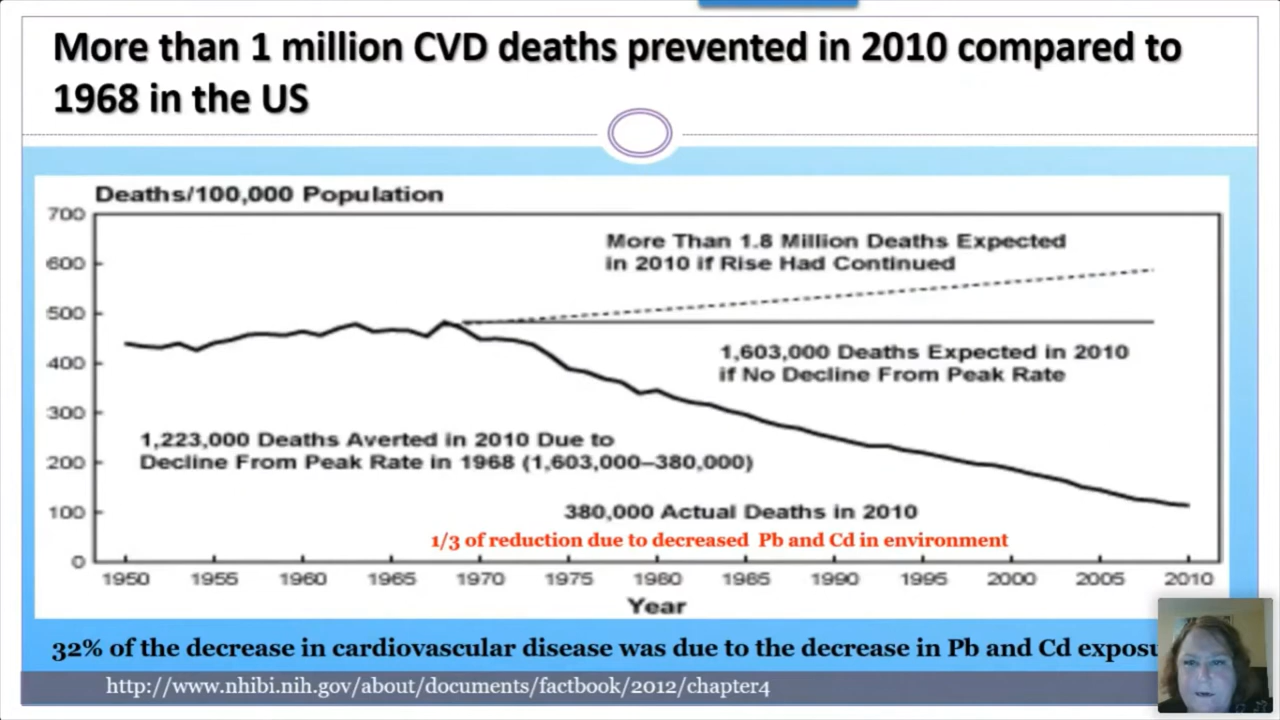 More than 1 million CVD deaths prevented in 2010 compared to
1968 in the US
Deaths/100,000 Population
700
600
500
400
300
200
100
0
More Than 1.8 Million Deaths Expected
in 2010 if Rise Had Continued
1,603,000 Deaths Expected in 2010
if No Decline From Peak Rate
1,223,000 Deaths Averted in 2010 Due to
Decline From Peak Rate in 1968 (1,603,000–380,000)
380,000 Actual Deaths in 2010
1/3 of reduction due to decreased Pb and Cd in environment
1950 1955 1960 1965 1970 1975 1980 1985 1990 1995 2000 2005 2010
Year
32% of the decrease in cardiovascular disease was due to the decrease in Pb and Cd exposu
http://www.nhibi.nih.gov/about/documents/factbook/2012/chapter4